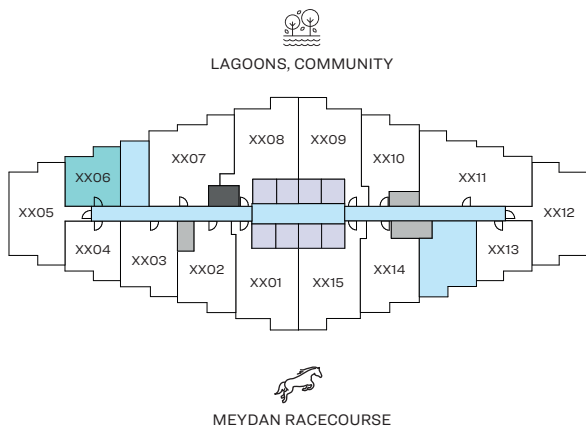 LAGOONS, COMMUNITY
XX08
XX09
XX07
XX10
XX06
XX11
XX05
XX12
XX04
XX03
XX02
XX01
XX15
XX14
XX13
MEYDAN RACECOURSE